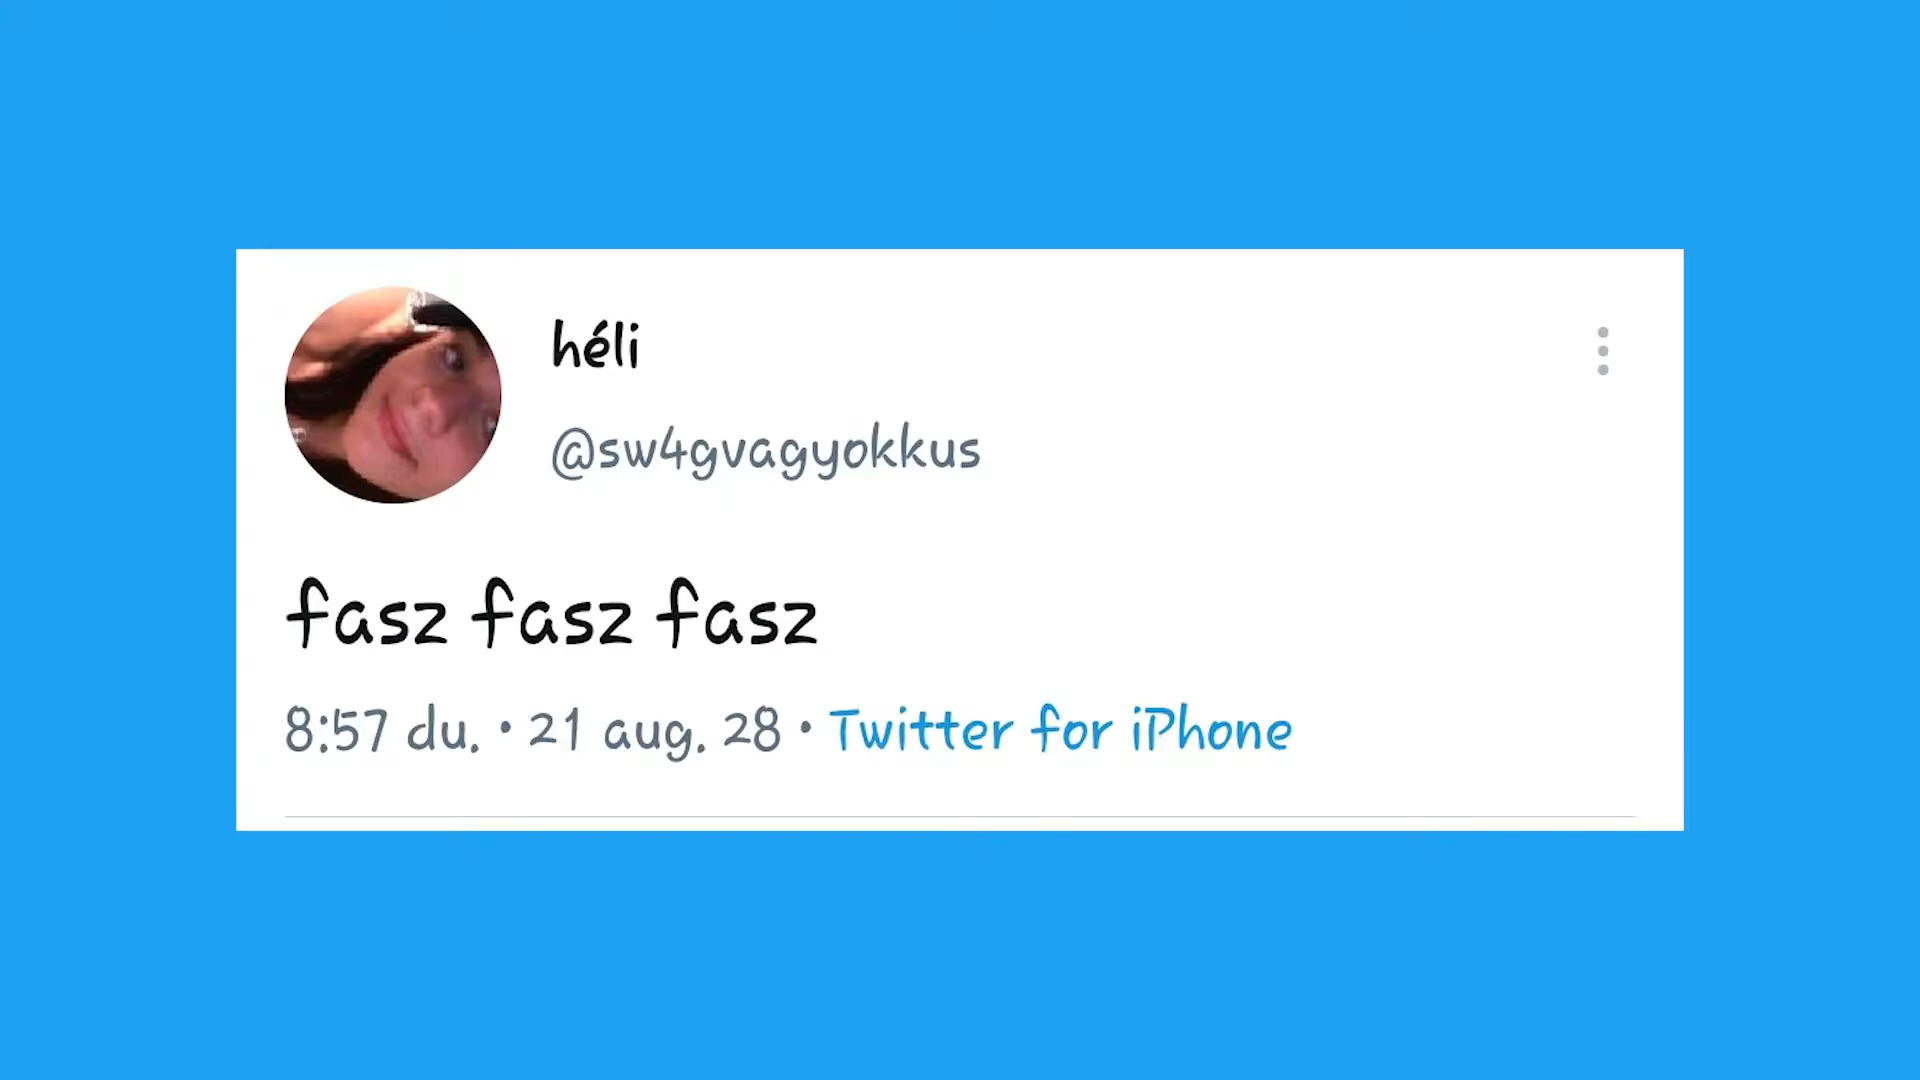 héli
@sw4gvagyokkus
fasz fasz fasz
8:57 du. • 21 aug. 28 • Twitter for iPhone